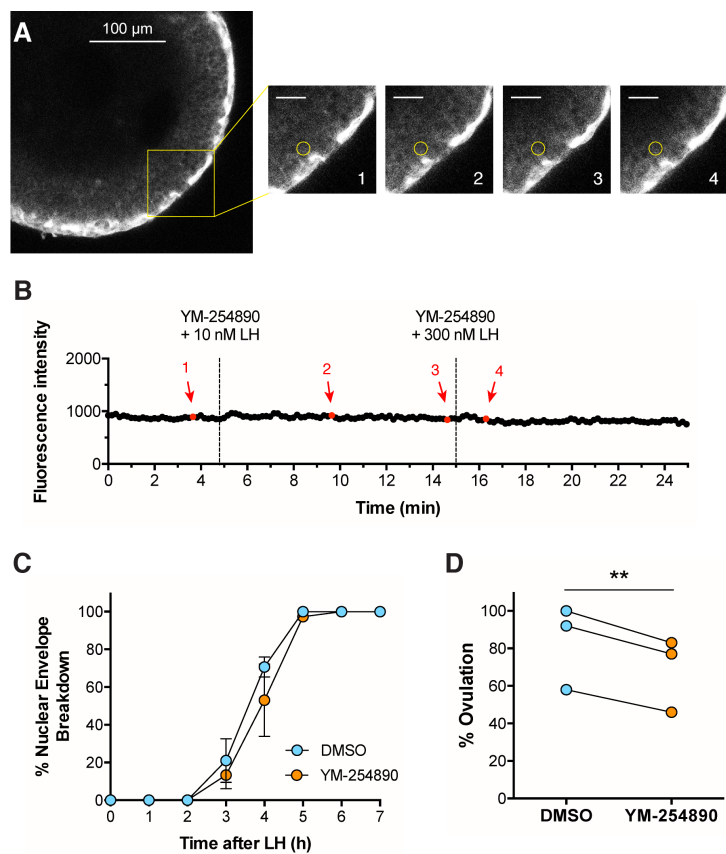 A
100 µm
1
2
3
4
B
YM-254890
+ 10 nM LH
YM-254890
+ 300 nM LH
Fluorescence intensity
2000
1000
0
1
2
3
4
0 2 4 6 8 10 12 14 16 18 20 22 24
Time (min)
C
% Nuclear Envelope
Breakdown
100
80
60
40
20
0
DMSO
YM-254890
0 1 2 3 4 5 6 7
Time after LH (h)
D
**
% Ovulation
100
80
60
40
20
0
DMSO YM-254890